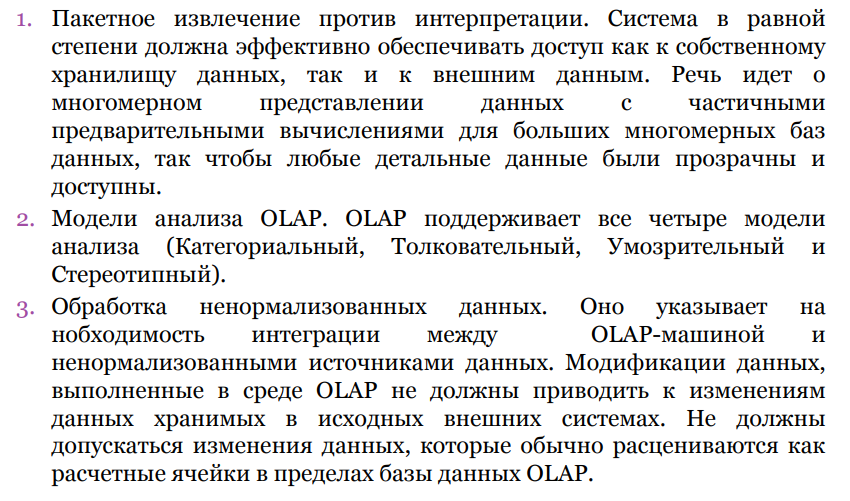 1. Пакетное извлечение против интерпретации. Система в равной
степени должна эффективно обеспечивать доступ как к собственному
хранилищу данных, так и к внешним данным. Речь идет о
многомерном представлении данных с частичными
предварительными вычислениями для больших многомерных баз
данных, так чтобы любые детальные данные были прозрачны и
доступны.
2. Модели анализа OLAP. OLAP поддерживает все четыре модели
анализа (Категориальный, Толковательный, Умозрительный и
Стереотипный).
3. Обработка ненормализованных данных. Оно указывает на
нобходимость интеграции между OLAP-машиной и
ненормализованными источниками данных. Модификации данных,
выполненные в среде OLAP не должны приводить к изменениям
данных хранимых в исходных внешних системах. Не должны
допускаться изменения данных, которые обычно расцениваются как
расчетные ячейки в пределах базы данных OLAP.